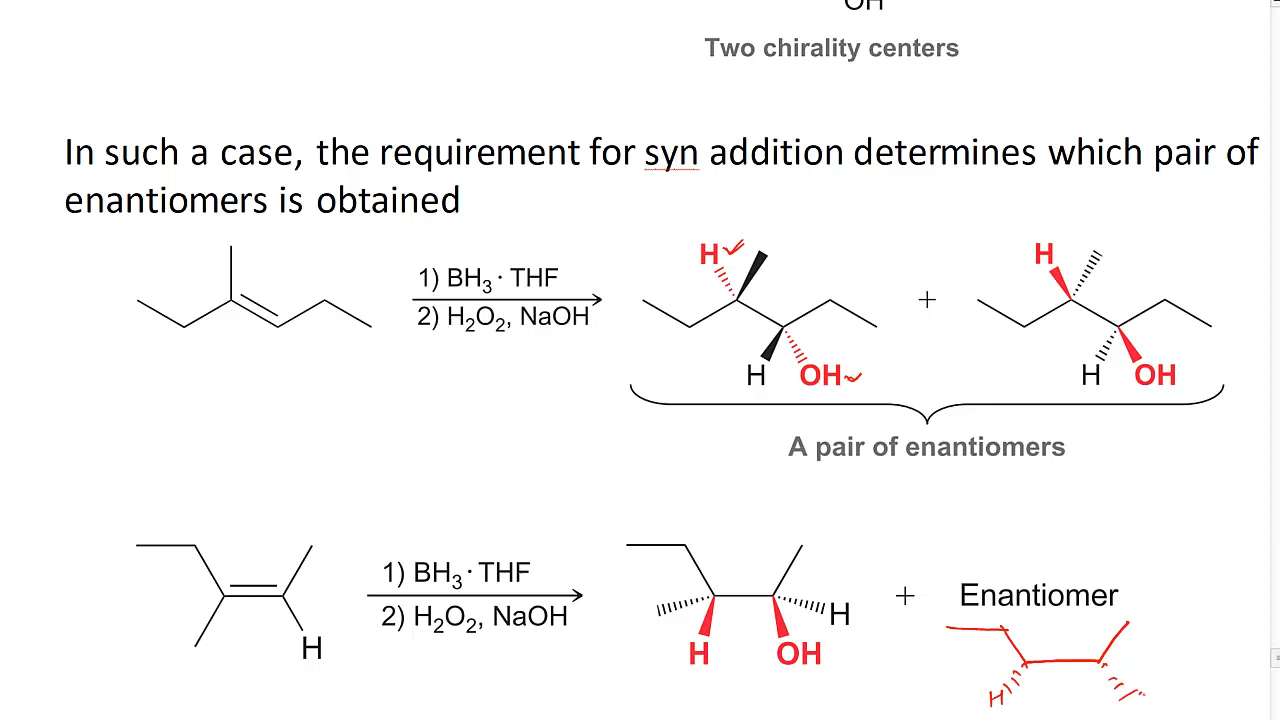 OH
Two chirality centers
In such a case, the requirement for syn addition determines which pair of
enantiomers is obtained
H
H
1) BH3 · THF
2) H2O2, NaOH
+
H
OH
H
OH
A pair of enantiomers
1) BH3 · THF
2) H2O2, NaOH
H
H
OH
H
+
Enantiomer
H